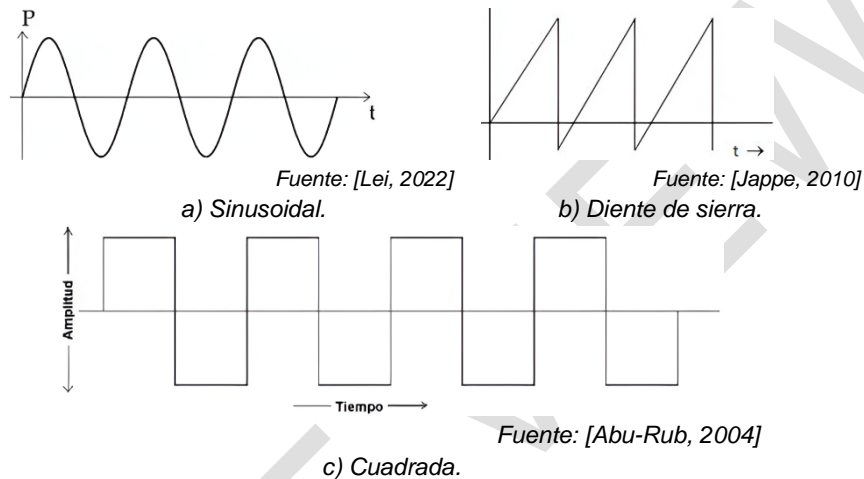 P
t
t →
Fuente: [Lei, 2022]
Fuente: [Jappe, 2010]
a) Sinusoidal.
b) Diente de sierra.
Amplitud
Tiempo
Fuente: [Abu-Rub, 2004]
c) Cuadrada.